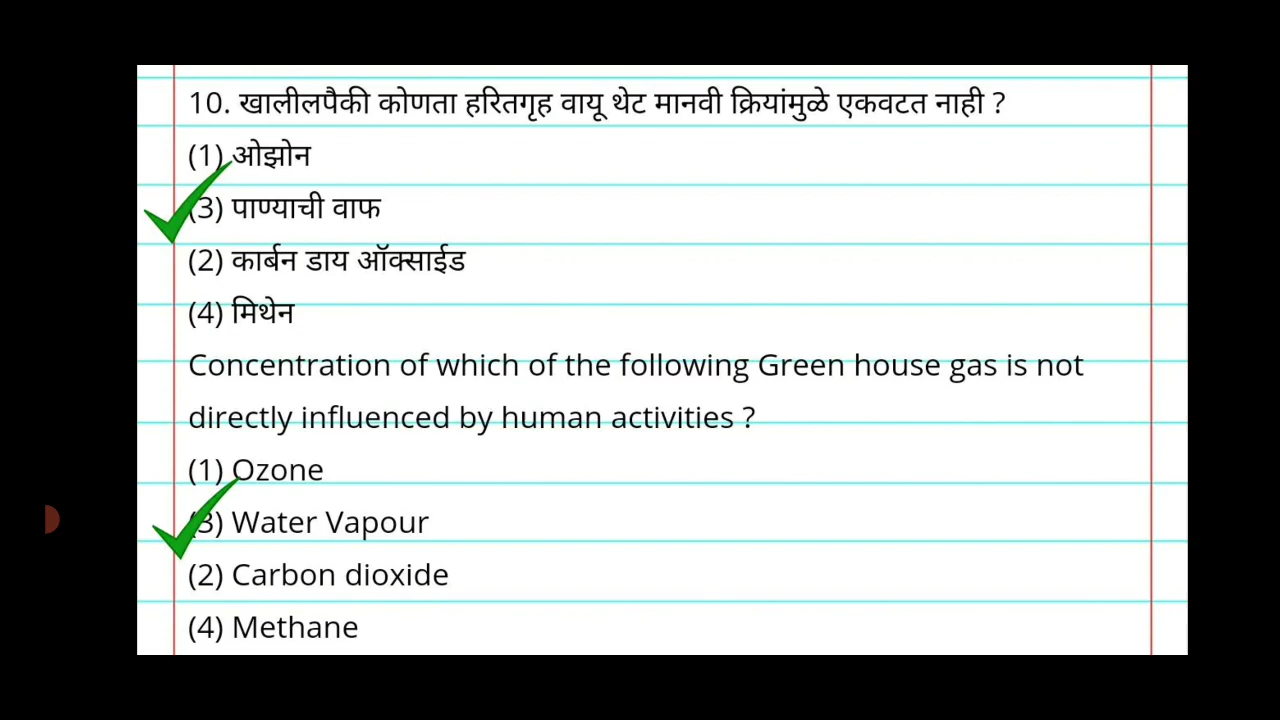 10. खालीलपैकी कोणता हरितगृह वायू थेट मानवी क्रियांमुळे एकवटत नाही ?
(1) ओझोन
(3) पाण्याची वाफ
(2) कार्बन डाय ऑक्साईड
(4) मिथेन
Concentration of which of the following Green house gas is not
directly influenced by human activities ?
(1) Ozone
(3) Water Vapour
(2) Carbon dioxide
(4) Methane